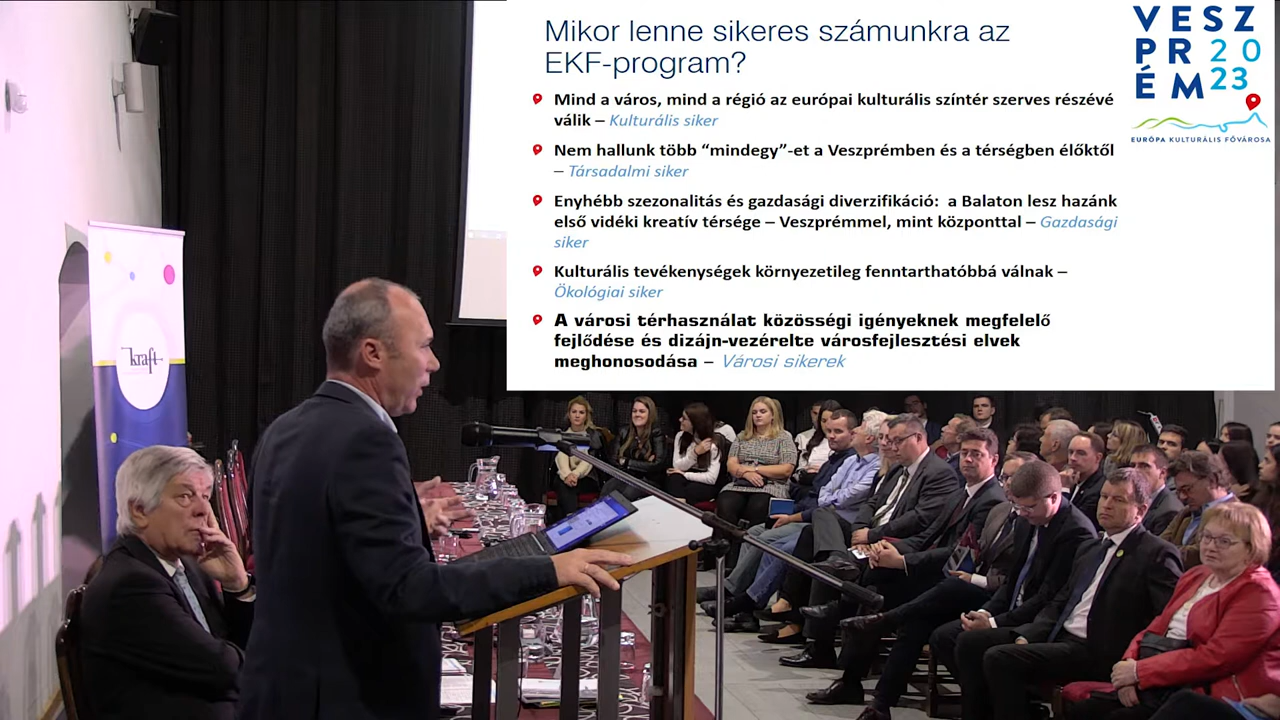 Mikor lenne sikeres számunkra az
EKF-program?
Mind a város, mind a régió az európai kulturális színtér szerves részévé
válik – Kulturális siker
Nem hallunk több “mindegy”-et a Veszprémben és a térségben élőktől
– Társadalmi siker
Enyhébb szezonalitás és gazdasági diverzifikáció: a Balaton lesz hazánk
első vidéki kreatív térsége – Veszprémmel, mint központtal – Gazdasági
siker
Kulturális tevékenységek környezetileg fenntarthatóbbá válnak –
Ökológiai siker
A városi térhasználat közösségi igényeknek megfelelő
fejlődése és dizájn-vezérelte városfejlesztési elvek
meghonosodása – Városi sikerek
VESZ
PR 20
ÉM 23
EURÓPA KULTURÁLIS FŐVÁROSA
kraft